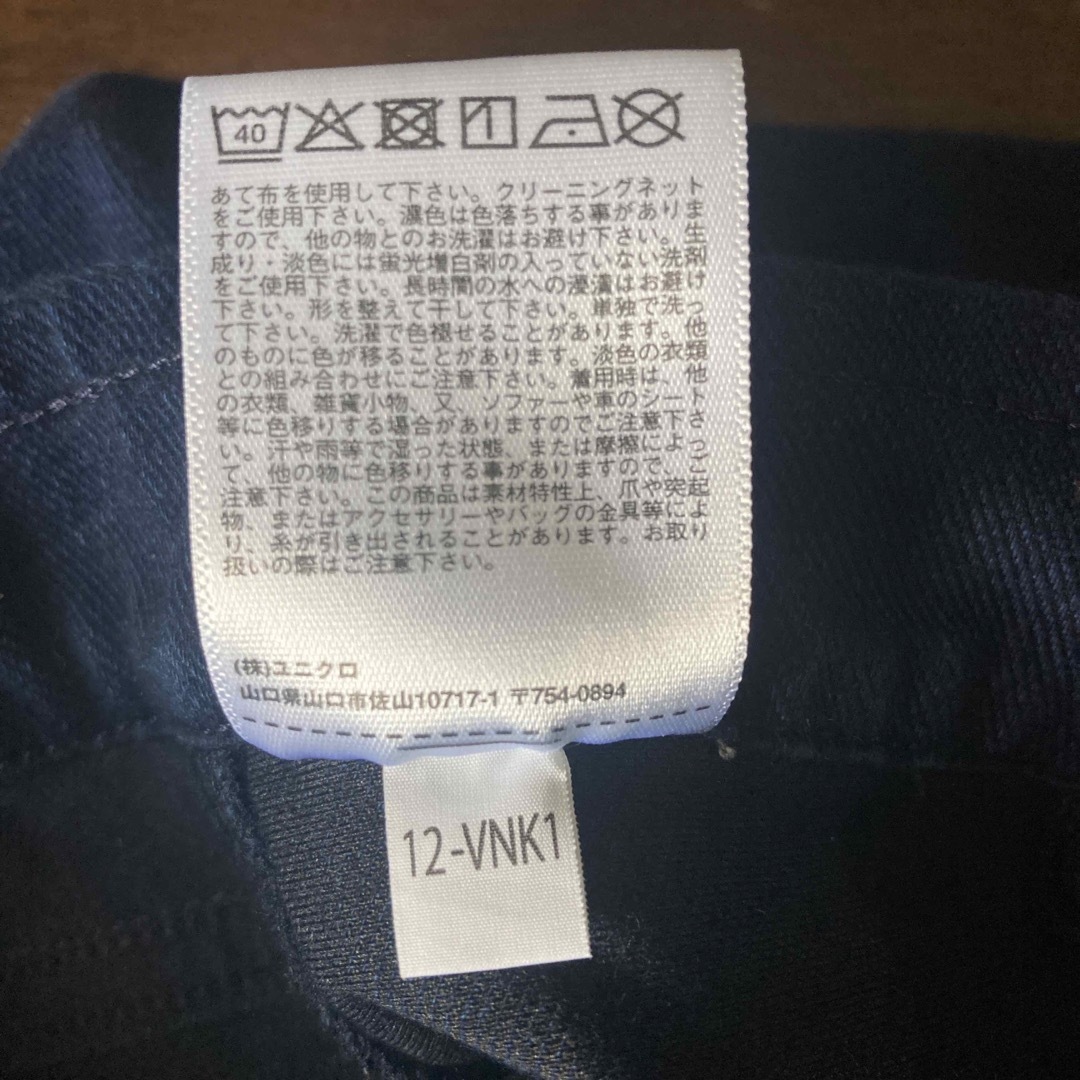 40
あて布を使用して下さい。クリーニングネット
をご使用下さい。濃色は色落ちする事がありま
すので、他の物とのお洗濯はお避け下さい。生
成り・淡色には蛍光増白剤の入っていない洗剤
をご使用下さい。長時間の水への浸漬はお避け
下さい。形を整えて干して下さい。単独で洗っ
て下さい。洗濯で色褪せることがあります。他
のものに色が移ることがあります。淡色の衣類
との組み合わせにご注意下さい。着用時は、他
の衣類、雑貨小物、又、ソファーや車のシート
等に色移りする場合がありますのでご注意下さ
い。汗や雨等で湿った状態、または摩擦によっ
て、他の物に色移りする事がありますので、ご
注意下さい。この商品は素材特性上、爪や突起
物、またはアクセサリーやバッグの金具等によ
り、糸が引き出されることがあります。お取り
扱いの際はご注意下さい。
(株)ユニクロ
山口県山口市佐山10717-1 〒754-0894
12-VNK1